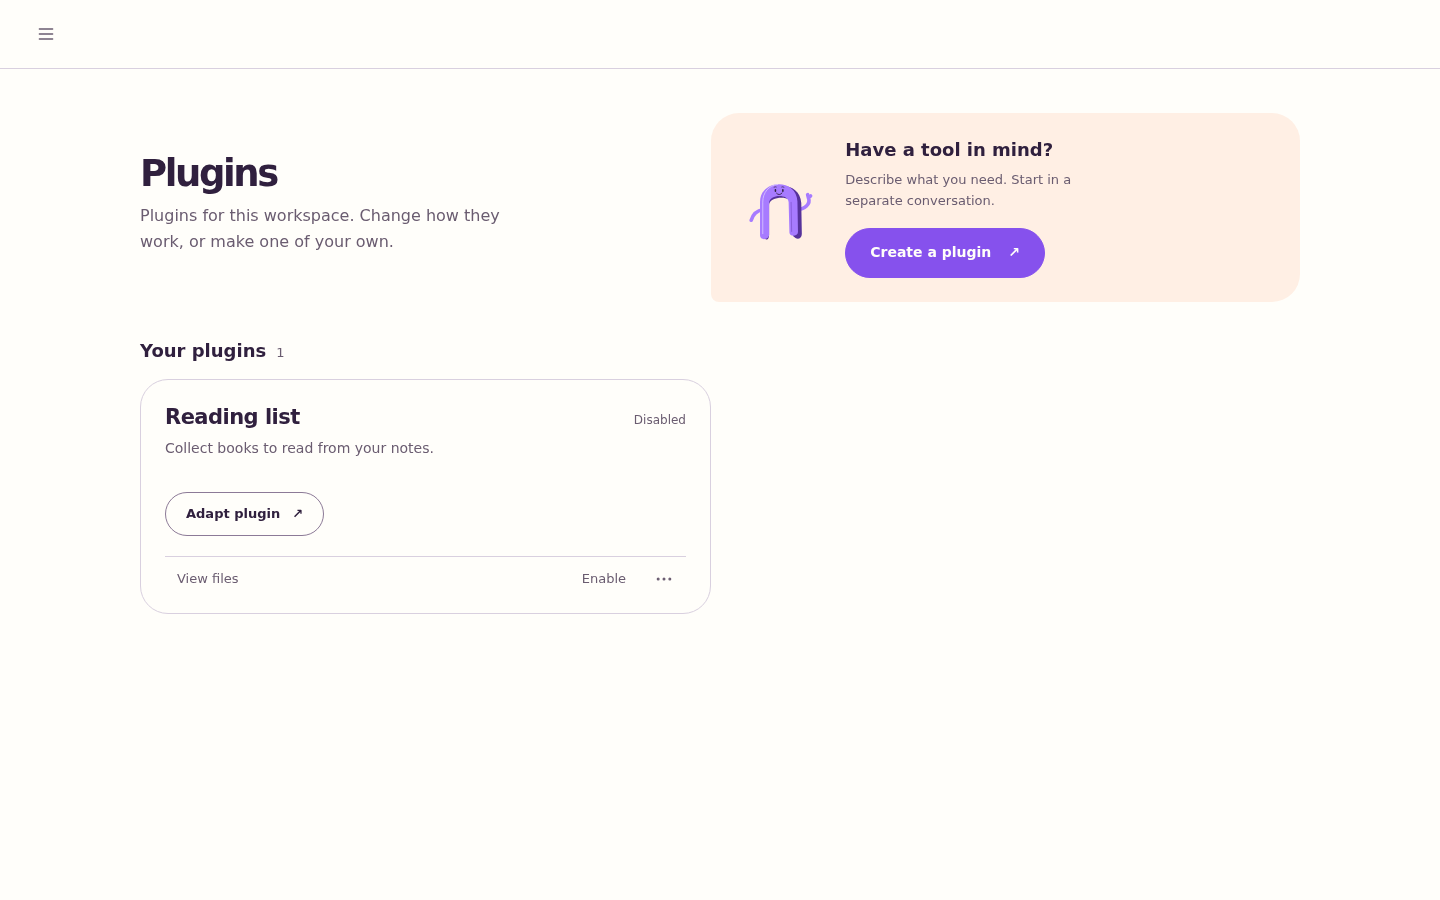 Plugins
Plugins for this workspace. Change how they
work, or make one of your own.
Have a tool in mind?
Describe what you need. Start in a
separate conversation.
Create a plugin ↗
Your plugins 1
Reading list
Disabled
Collect books to read from your notes.
Adapt plugin ↗
View files
Enable